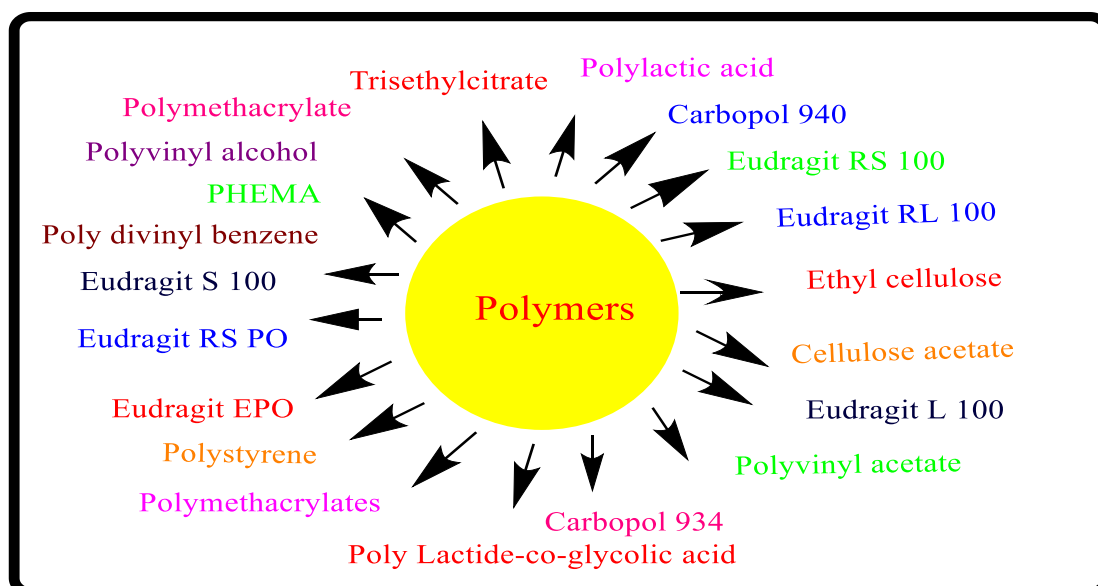 Trisethylcitrate
Polylactic acid
Polymethacrylate
Carbopol 940
Polyvinyl alcohol
Eudragit RS 100
PHEMA
Eudragit RL 100
Poly divinyl benzene
Eudragit S 100
Ethyl cellulose
Polymers
Eudragit RS PO
Cellulose acetate
Eudragit EPO
Eudragit L 100
Polystyrene
Polyvinyl acetate
Polymethacrylates
Carbopol 934
Poly Lactide-co-glycolic acid